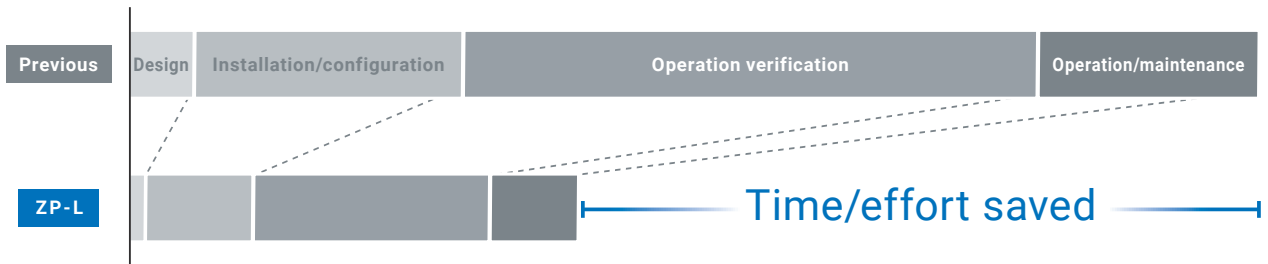 Previous
Design
Installation/configuration
Operation verification
Operation/maintenance
ZP-L
Time/effort saved